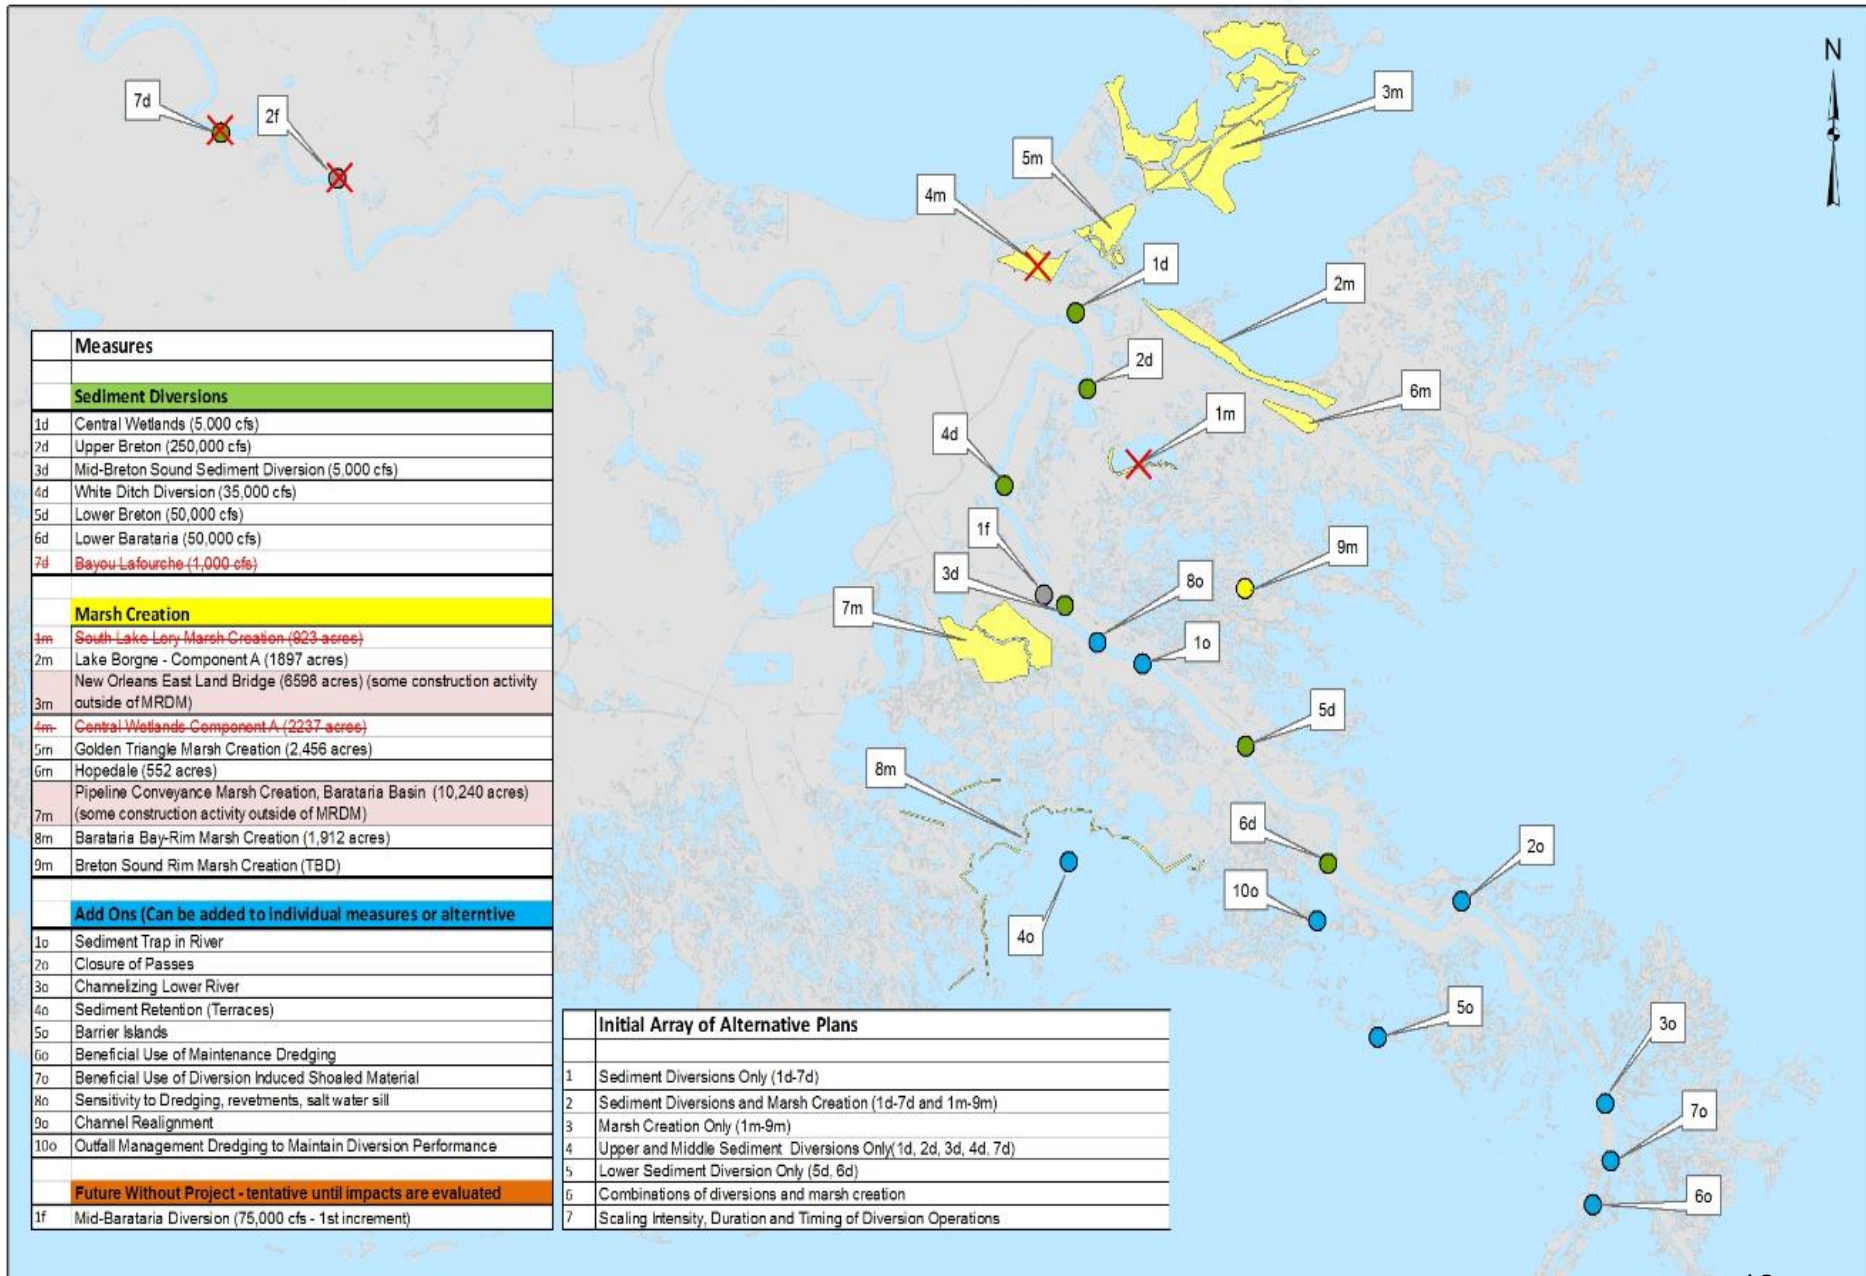 N
7d
2f
3m
5m
4m
1d
2m
2d
6m
1m
4d
1f
9m
3d
8o
7m
1o
5d
8m
6d
2o
10o
4o
5o
3o
7o
6o
Measures
Sediment Diversions
1d Central Wetlands (5,000 cfs)
2d Upper Breton (250,000 cfs)
3d Mid-Breton Sound Sediment Diversion (5,000 cfs)
4d White Ditch Diversion (35,000 cfs)
5d Lower Breton (50,000 cfs)
6d Lower Barataria (50,000 cfs)
7d Bayou Lafourche (1,000 cfs)
Marsh Creation
1m South Lake Lery Marsh Creation (823 acres)
2m Lake Borgne - Component A (1897 acres)
New Orleans East Land Bridge (6598 acres) (some construction activity
3m outside of MRDM)
4m Central Wetlands Component A (2237 acres)
5m Golden Triangle Marsh Creation (2,456 acres)
6m Hopedale (552 acres)
Pipeline Conveyance Marsh Creation, Barataria Basin (10,240 acres)
7m (some construction activity outside of MRDM)
8m Barataria Bay-Rim Marsh Creation (1,912 acres)
9m Breton Sound Rim Marsh Creation (TBD)
Add Ons (Can be added to individual measures or alterntive
1o Sediment Trap in River
2o Closure of Passes
3o Channelizing Lower River
4o Sediment Retention (Terraces)
5o Barrier Islands
6o Beneficial Use of Maintenance Dredging
7o Beneficial Use of Diversion Induced Shoaled Material
8o Sensitivity to Dredging, revetments, salt water sill
9o Channel Realignment
10o Outfall Management Dredging to Maintain Diversion Performance
Future Without Project - tentative until impacts are evaluated
1f Mid-Barataria Diversion (75,000 cfs - 1st increment)
Initial Array of Alternative Plans
1 Sediment Diversions Only (1d-7d)
2 Sediment Diversions and Marsh Creation (1d-7d and 1m-9m)
3 Marsh Creation Only (1m-9m)
4 Upper and Middle Sediment Diversions Only(1d, 2d, 3d, 4d, 7d)
5 Lower Sediment Diversion Only (5d, 6d)
6 Combinations of diversions and marsh creation
7 Scaling Intensity, Duration and Timing of Diversion Operations